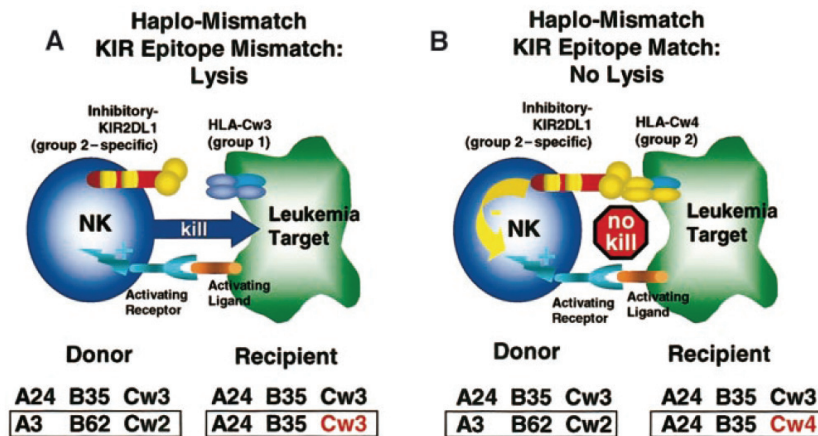 A
Haplo-Mismatch
KIR Epitope Mismatch:
Lysis
Inhibitory-
KIR2DL1
(group 2–specific)
HLA-Cw3
(group 1)
NK
kill
Leukemia
Target
+
Activating
Receptor
Activating
Ligand
Donor
Recipient
A24 B35 Cw3
A3 B62 Cw2
A24 B35 Cw3
A24 B35 Cw3
B
Haplo-Mismatch
KIR Epitope Match:
No Lysis
Inhibitory-
KIR2DL1
(group 2–specific)
HLA-Cw4
(group 2)
NK
-
no
kill
Leukemia
Target
+
Activating
Receptor
Activating
Ligand
Donor
Recipient
A24 B35 Cw3
A3 B62 Cw2
A24 B35 Cw3
A24 B35 Cw4